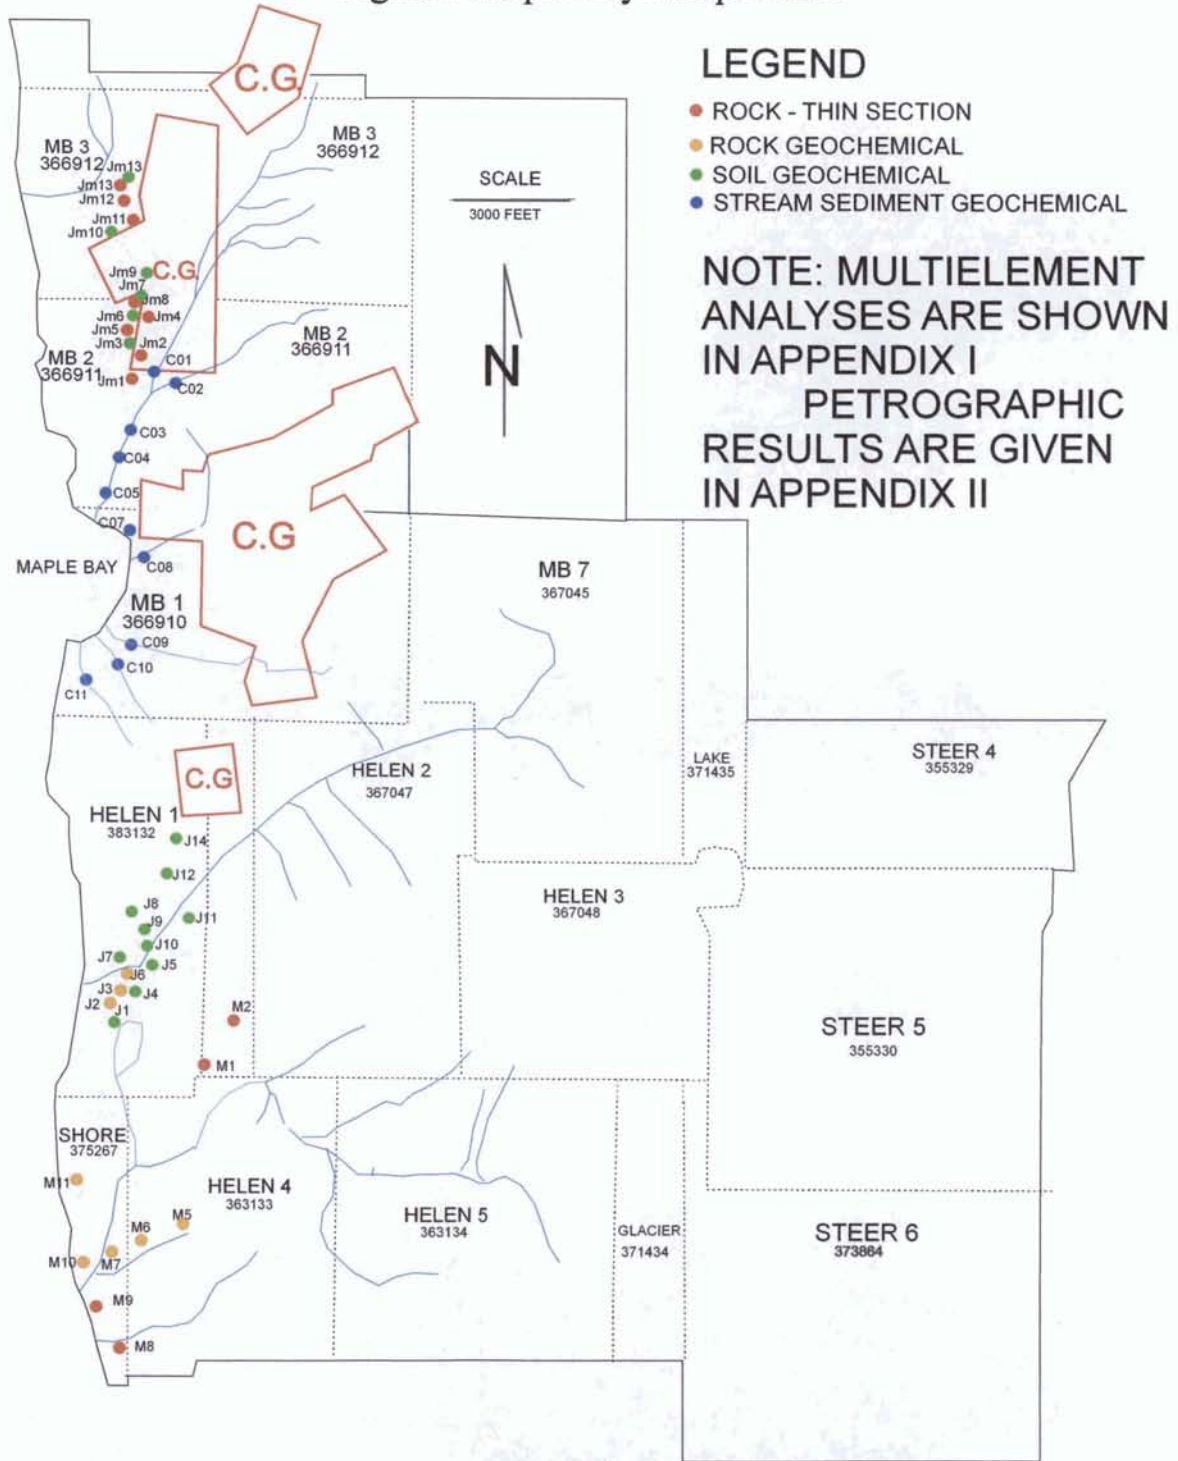 LEGEND
ROCK - THIN SECTION
ROCK GEOCHEMICAL
SOIL GEOCHEMICAL
STREAM SEDIMENT GEOCHEMICAL
NOTE: MULTIELEMENT
ANALYSES ARE SHOWN
IN APPENDIX I
PETROGRAPHIC
RESULTS ARE GIVEN
IN APPENDIX II
SCALE
3000 FEET
N
C.G.
MB 3
366912
MB 3
366912
Jm13
Jm13
Jm12
Jm11
Jm10
Jm9
C.G.
Jm7
Jm8
Jm6
Jm4
Jm5
Jm3
Jm2
MB 2
366911
MB 2
366911
Jm1
C01
C02
C03
C04
C05
C07
C.G
C08
MAPLE BAY
MB 1
366910
C09
C10
C11
MB 7
367045
C.G
HELEN 2
367047
LAKE
371435
STEER 4
355329
HELEN 1
383132
J14
J12
J8
J9
J11
J10
J7
J5
J6
J3
J4
J2
J1
HELEN 3
367048
M2
M1
STEER 5
355330
SHORE
375267
M11
HELEN 4
363133
M5
M6
M7
M10
M9
M8
HELEN 5
363134
GLACIER
371434
STEER 6
373864